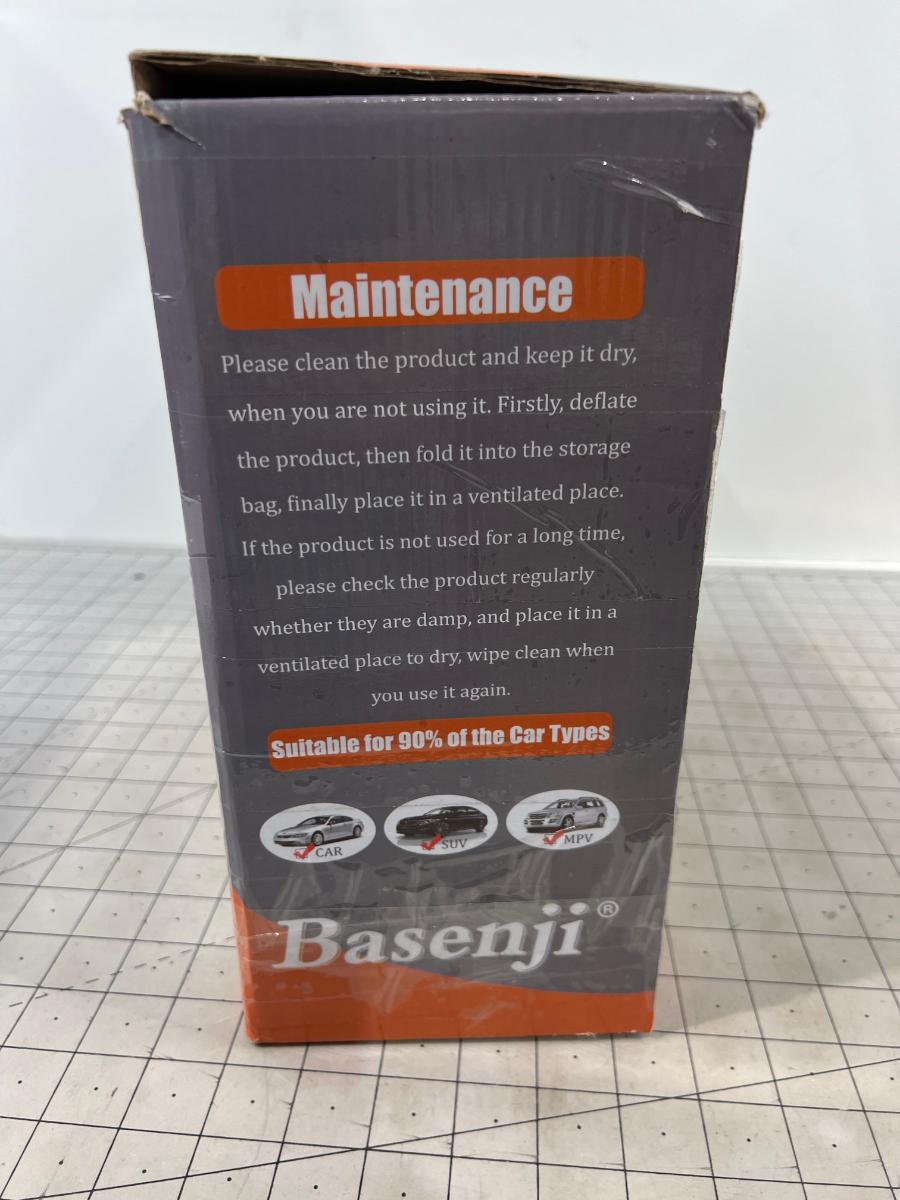 Maintenance
Please clean the product and keep it dry,
when you are not using it. Firstly, deflate
the product, then fold it into the storage
bag, finally place it in a ventilated place.
If the product is not used for a long time,
please check the product regularly
whether they are damp, and place it in a
ventilated place to dry, wipe clean when
you use it again.
Suitable for 90% of the Car Types
CAR SUV MPV
Basenji®